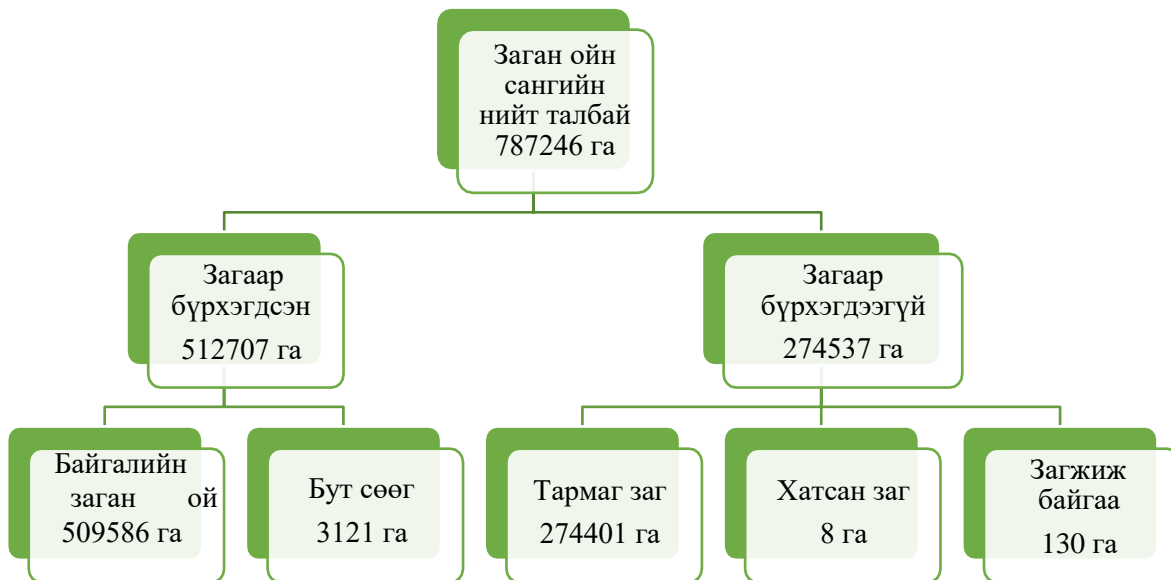 Заган ойн
сангийн
нийт талбай
787246 га
Загаар
бүрхэгдсэн
512707 га
Загаар
бүрхэгдээгүй
274537 га
Байгалийн
заган ой
509586 га
Бут сөөг
3121 га
Тармаг заг
274401 га
Хатсан заг
8 га
Загжиж
байгаа
130 га